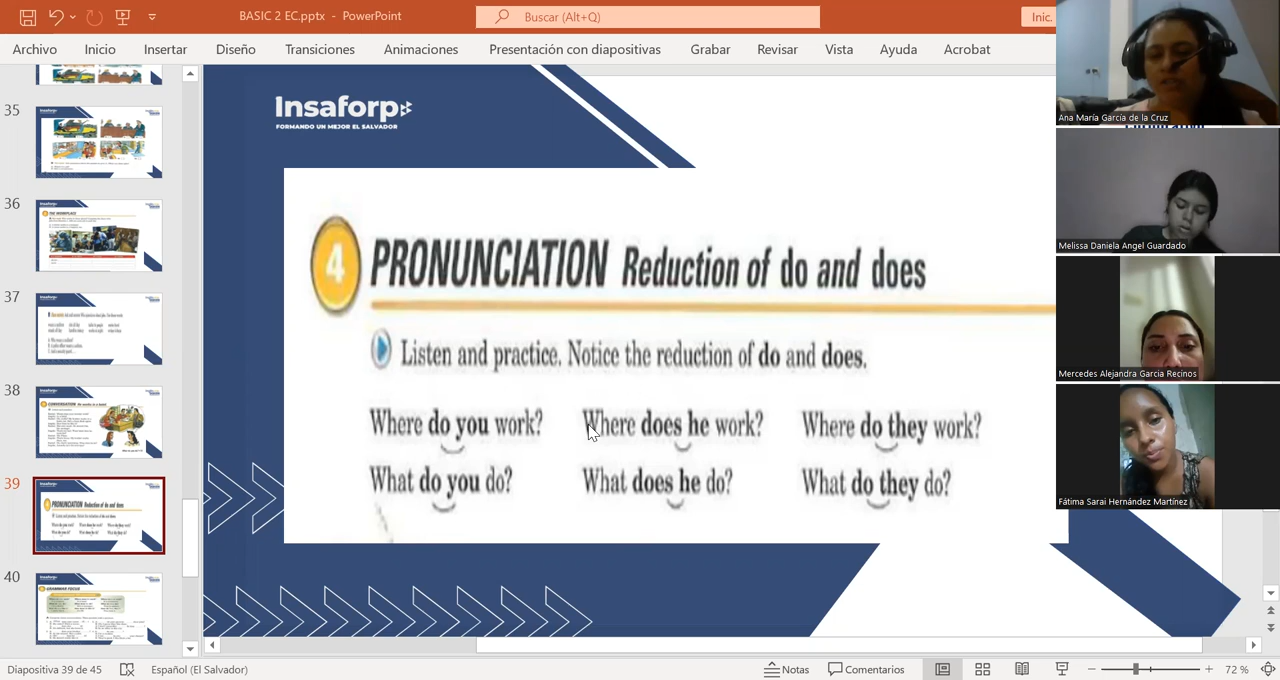 BASIC 2 EC.pptx - PowerPoint
Buscar (Alt+Q)
Inic.
Archivo Inicio Insertar Diseño Transiciones Animaciones Presentación con diapositivas Grabar Revisar Vista Ayuda Acrobat
35
36
37
38
39
40
Insaforp
FORMANDO UN MEJOR EL SALVADOR
4 PRONUNCIATION Reduction of do and does
Listen and practice. Notice the reduction of do and does.
Where do you work? Where does he work? Where do they work?
What do you do? What does he do? What do they do?
Ana María García de la Cruz
Melissa Daniela Angel Guardado
Mercedes Alejandra Garcia Recinos
Fátima Sarai Hernández Martínez
Diapositiva 39 de 45
Español (El Salvador)
Notas
Comentarios
72 %